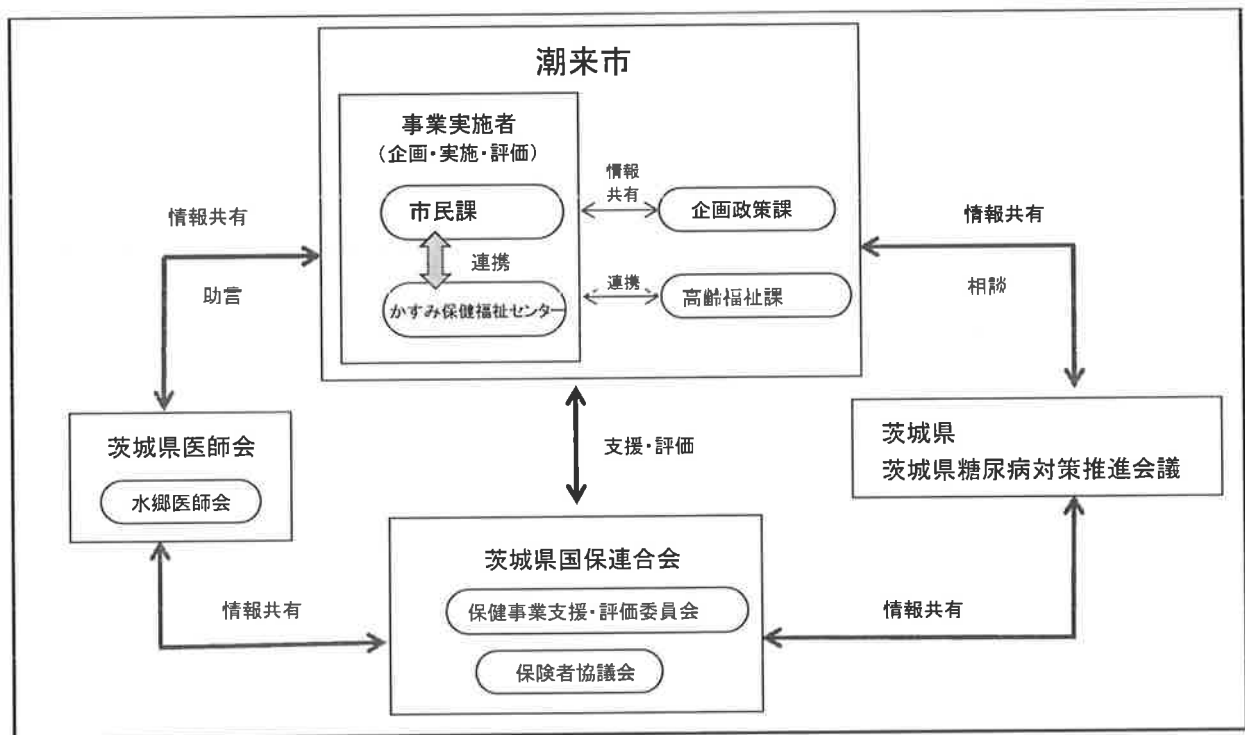 潮来市
事業実施者
(企画・実施・評価)
市民課
連携
かすみ保健福祉センター
情報
共有
企画政策課
連携
高齢福祉課
情報共有
助言
情報共有
相談
茨城県医師会
水郷医師会
支援・評価
茨城県
茨城県糖尿病対策推進会議
茨城県国保連合会
保健事業支援・評価委員会
保険者協議会
情報共有
情報共有